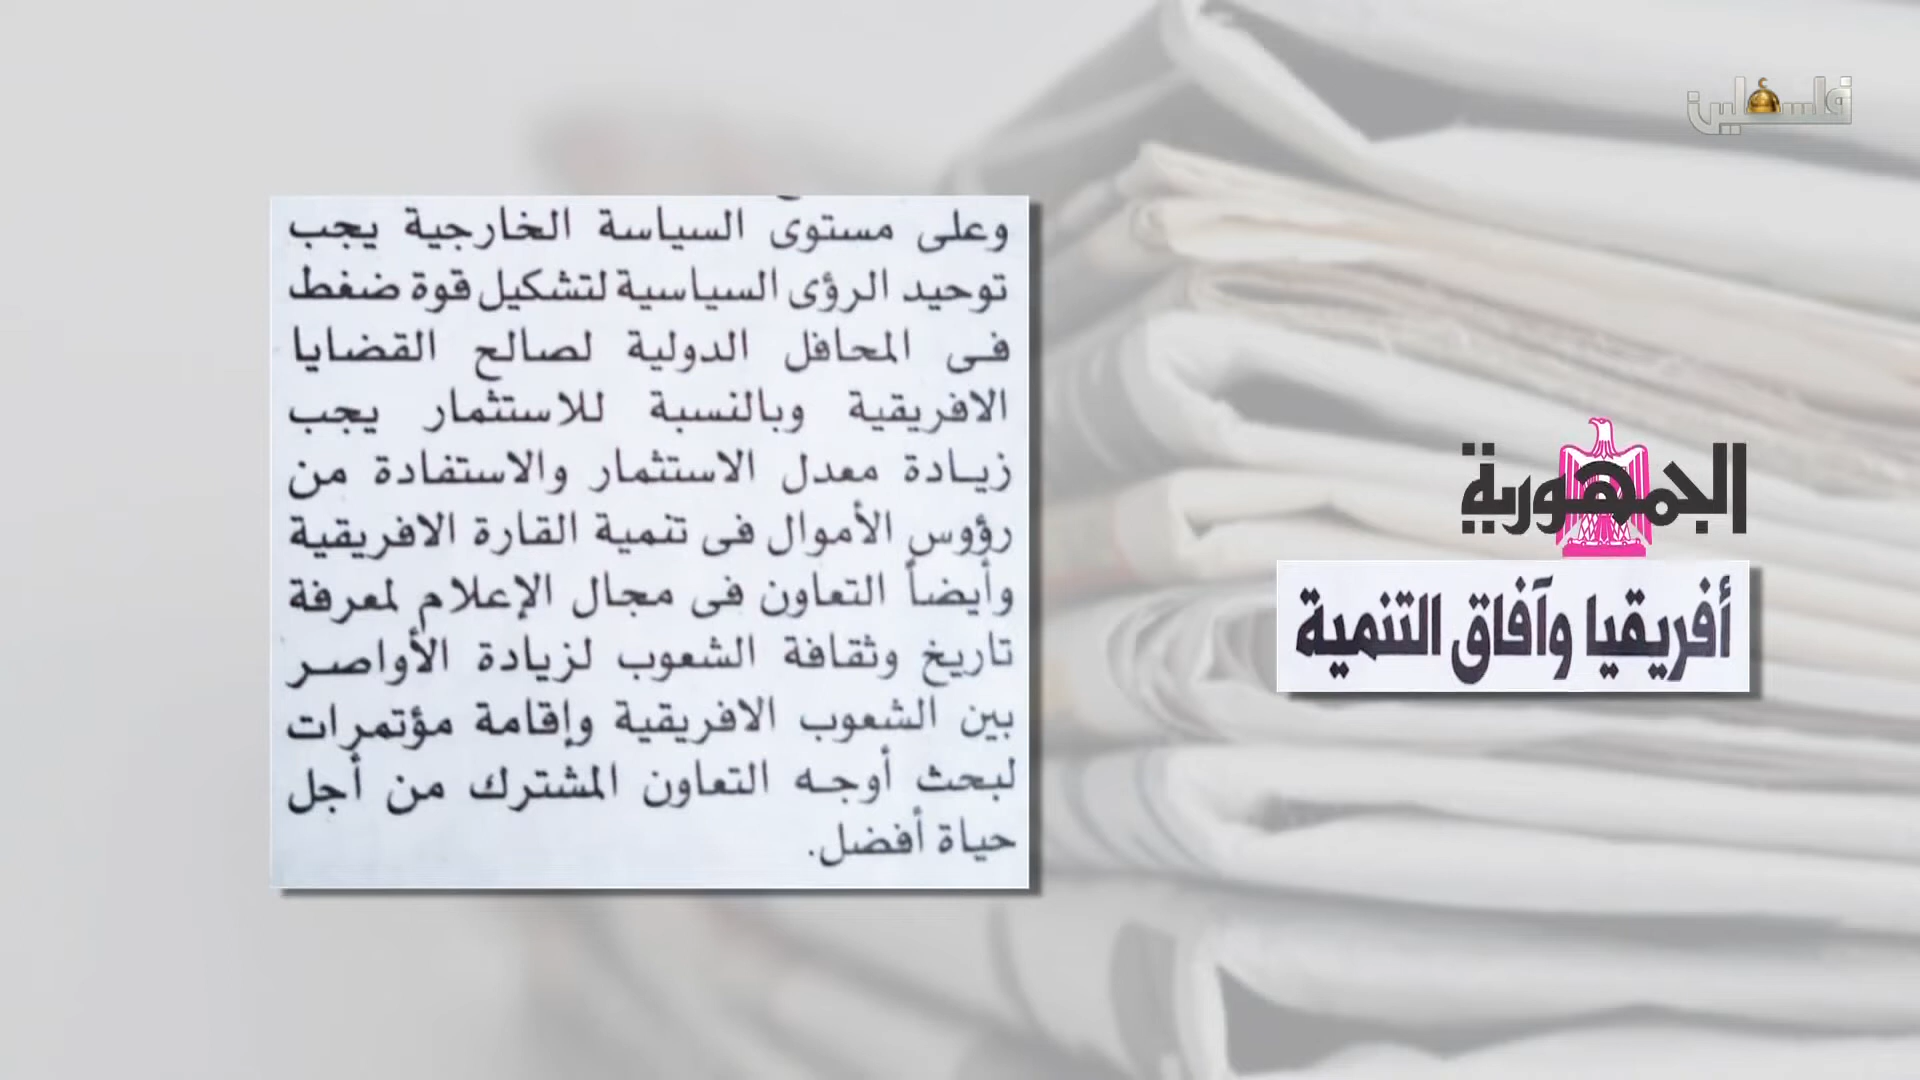 فلسطين
الجمهورية
أفريقيا وآفاق التنمية
وعلى مستوى السياسة الخارجية يجب
توحيد الرؤى السياسية لتشكيل قوة ضغط
فى المحافل الدولية لصالح القضايا
الافريقية وبالنسبة للاستثمار يجب
زيادة معدل الاستثمار والاستفادة من
رؤوس الأموال فى تنمية القارة الافريقية
وأيضاً التعاون فى مجال الإعلام لمعرفة
تاريخ وثقافة الشعوب لزيادة الأواصر
بين الشعوب الافريقية وإقامة مؤتمرات
لبحث أوجه التعاون المشترك من أجل
حياة أفضل.